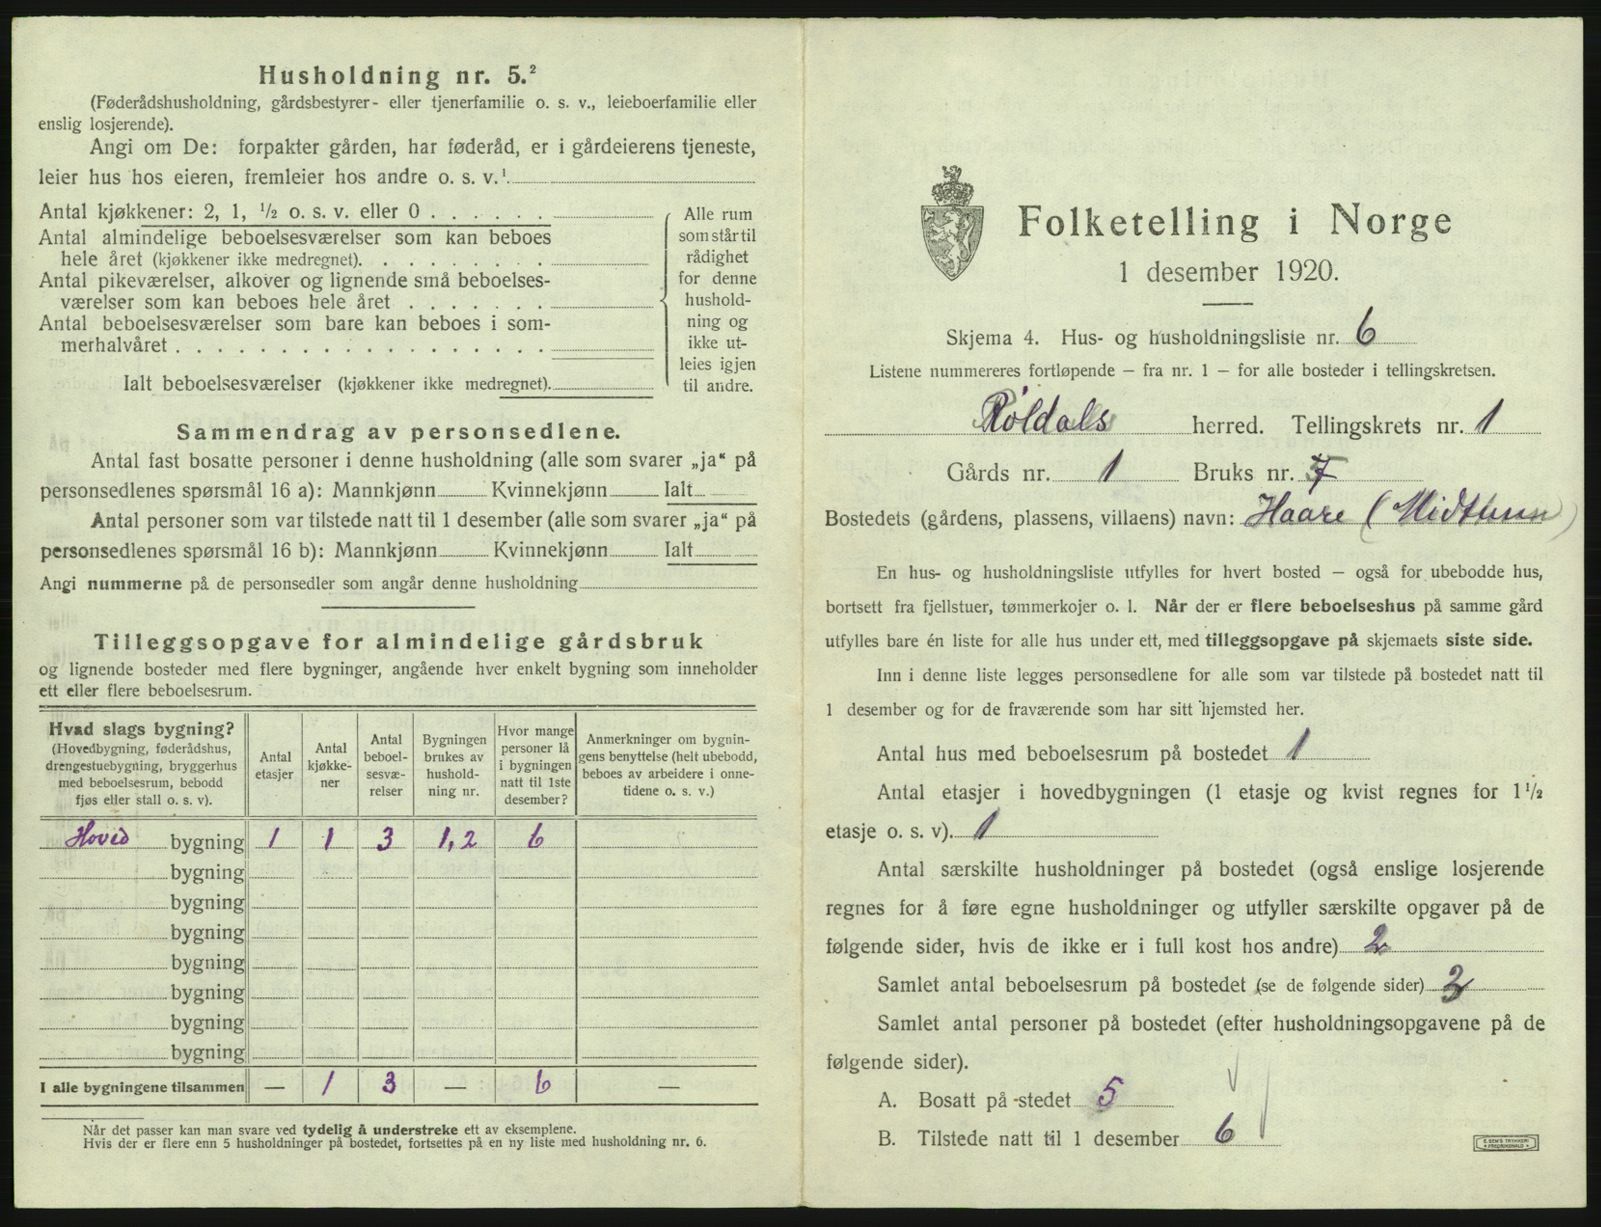 Husholdning nr. 5.²
(Føderådshusholdning, gårdsbestyrer- eller tjenerfamilie o. s. v., leieboerfamilie eller
enslig losjerende).
Angi om De: forpakter gården, har føderåd, er i gårdeierens tjeneste,
leier hus hos eieren, fremleier hos andre o. s. v.¹
Antal kjøkkener: 2, 1, ½ o. s. v. eller 0
Antal almindelige beboelsesværelser som kan beboes
hele året (kjøkkener ikke medregnet).
Antal pikeværelser, alkover og lignende små beboelses-
værelser som kan beboes hele året
Antal beboelsesværelser som bare kan beboes i som-
merhalvåret
Ialt beboelsesværelser (kjøkkener ikke medregnet).
Alle rum
som står til
rådighet
for denne
hushold-
ning og
ikke ut-
leies igjen
til andre.
Sammendrag av personsedlene.
Antal fast bosatte personer i denne husholdning (alle som svarer „ja“ på
personsedlenes spørsmål 16 a): Mannkjønn Kvinnekjønn Ialt
Antal personer som var tilstede natt til 1 desember (alle som svarer „ja“ på
personsedlenes spørsmål 16 b): Mannkjønn Kvinnekjønn Ialt
Angi nummerne på de personsedler som angår denne husholdning
Tilleggsopgave for almindelige gårdsbruk
og lignende bosteder med flere bygninger, angående hver enkelt bygning som inneholder
ett eller flere beboelsesrum.
Hvad slags bygning?
(Hovedbygning, føderådshus,
drengestuebygning, bryggerhus
med beboelsesrum, bebodd
fjøs eller stall o. s. v).
Antal
etasjer
Antal
kjøkke-
ner
Antal
beboel-
sesvæ-
relser
Bygningen
brukes av
hushold-
ning nr.
Hvor mange
personer lå
i bygningen
natt til 1ste
desember?
Anmerkninger om bygnin-
gens benyttelse (helt ubebodd,
beboes av arbeidere i onne-
tidene o. s. v.)
Hoved bygning 1 1 3 1,2 6
bygning
bygning
bygning
bygning
bygning
bygning
bygning
I alle bygningene tilsammen — 1 3 — 6 —
Når det passer kan man svare ved tydelig å understreke ett av eksemplene.
Hvis der er flere enn 5 husholdninger på bostedet, fortsettes på en ny liste med husholdning nr. 6.
Folketelling i Norge
1 desember 1920.
Skjema 4. Hus- og husholdningsliste nr. 6
Listene nummereres fortløpende – fra nr. 1 – for alle bosteder i tellingskretsen.
Røldals herred. Tellingskrets nr. 1
Gårds nr. 1 Bruks nr. 7
Bostedets (gårdens, plassens, villaens) navn: Haare (Midttun)
En hus- og husholdningsliste utfylles for hvert bosted – også for ubebodde hus,
bortsett fra fjellstuer, tømmerkojer o. l. Når der er flere beboelseshus på samme gård
utfylles bare én liste for alle hus under ett, med tilleggsopgave på skjemaets siste side.
Inn i denne liste legges personsedlene for alle som var tilstede på bostedet natt til
1 desember og for de fraværende som har sitt hjemsted her.
Antal hus med beboelsesrum på bostedet 1
Antal etasjer i hovedbygningen (1 etasje og kvist regnes for 1½
etasje o. s. v). 1
Antal særskilte husholdninger på bostedet (også enslige losjerende
regnes for å føre egne husholdninger og utfyller særskilte opgaver på de
følgende sider, hvis de ikke er i full kost hos andre) 2
Samlet antal beboelsesrum på bostedet (se de følgende sider) 3
Samlet antal personer på bostedet (efter husholdningsopgavene på de
følgende sider).
A. Bosatt på stedet 5
B. Tilstede natt til 1 desember 6